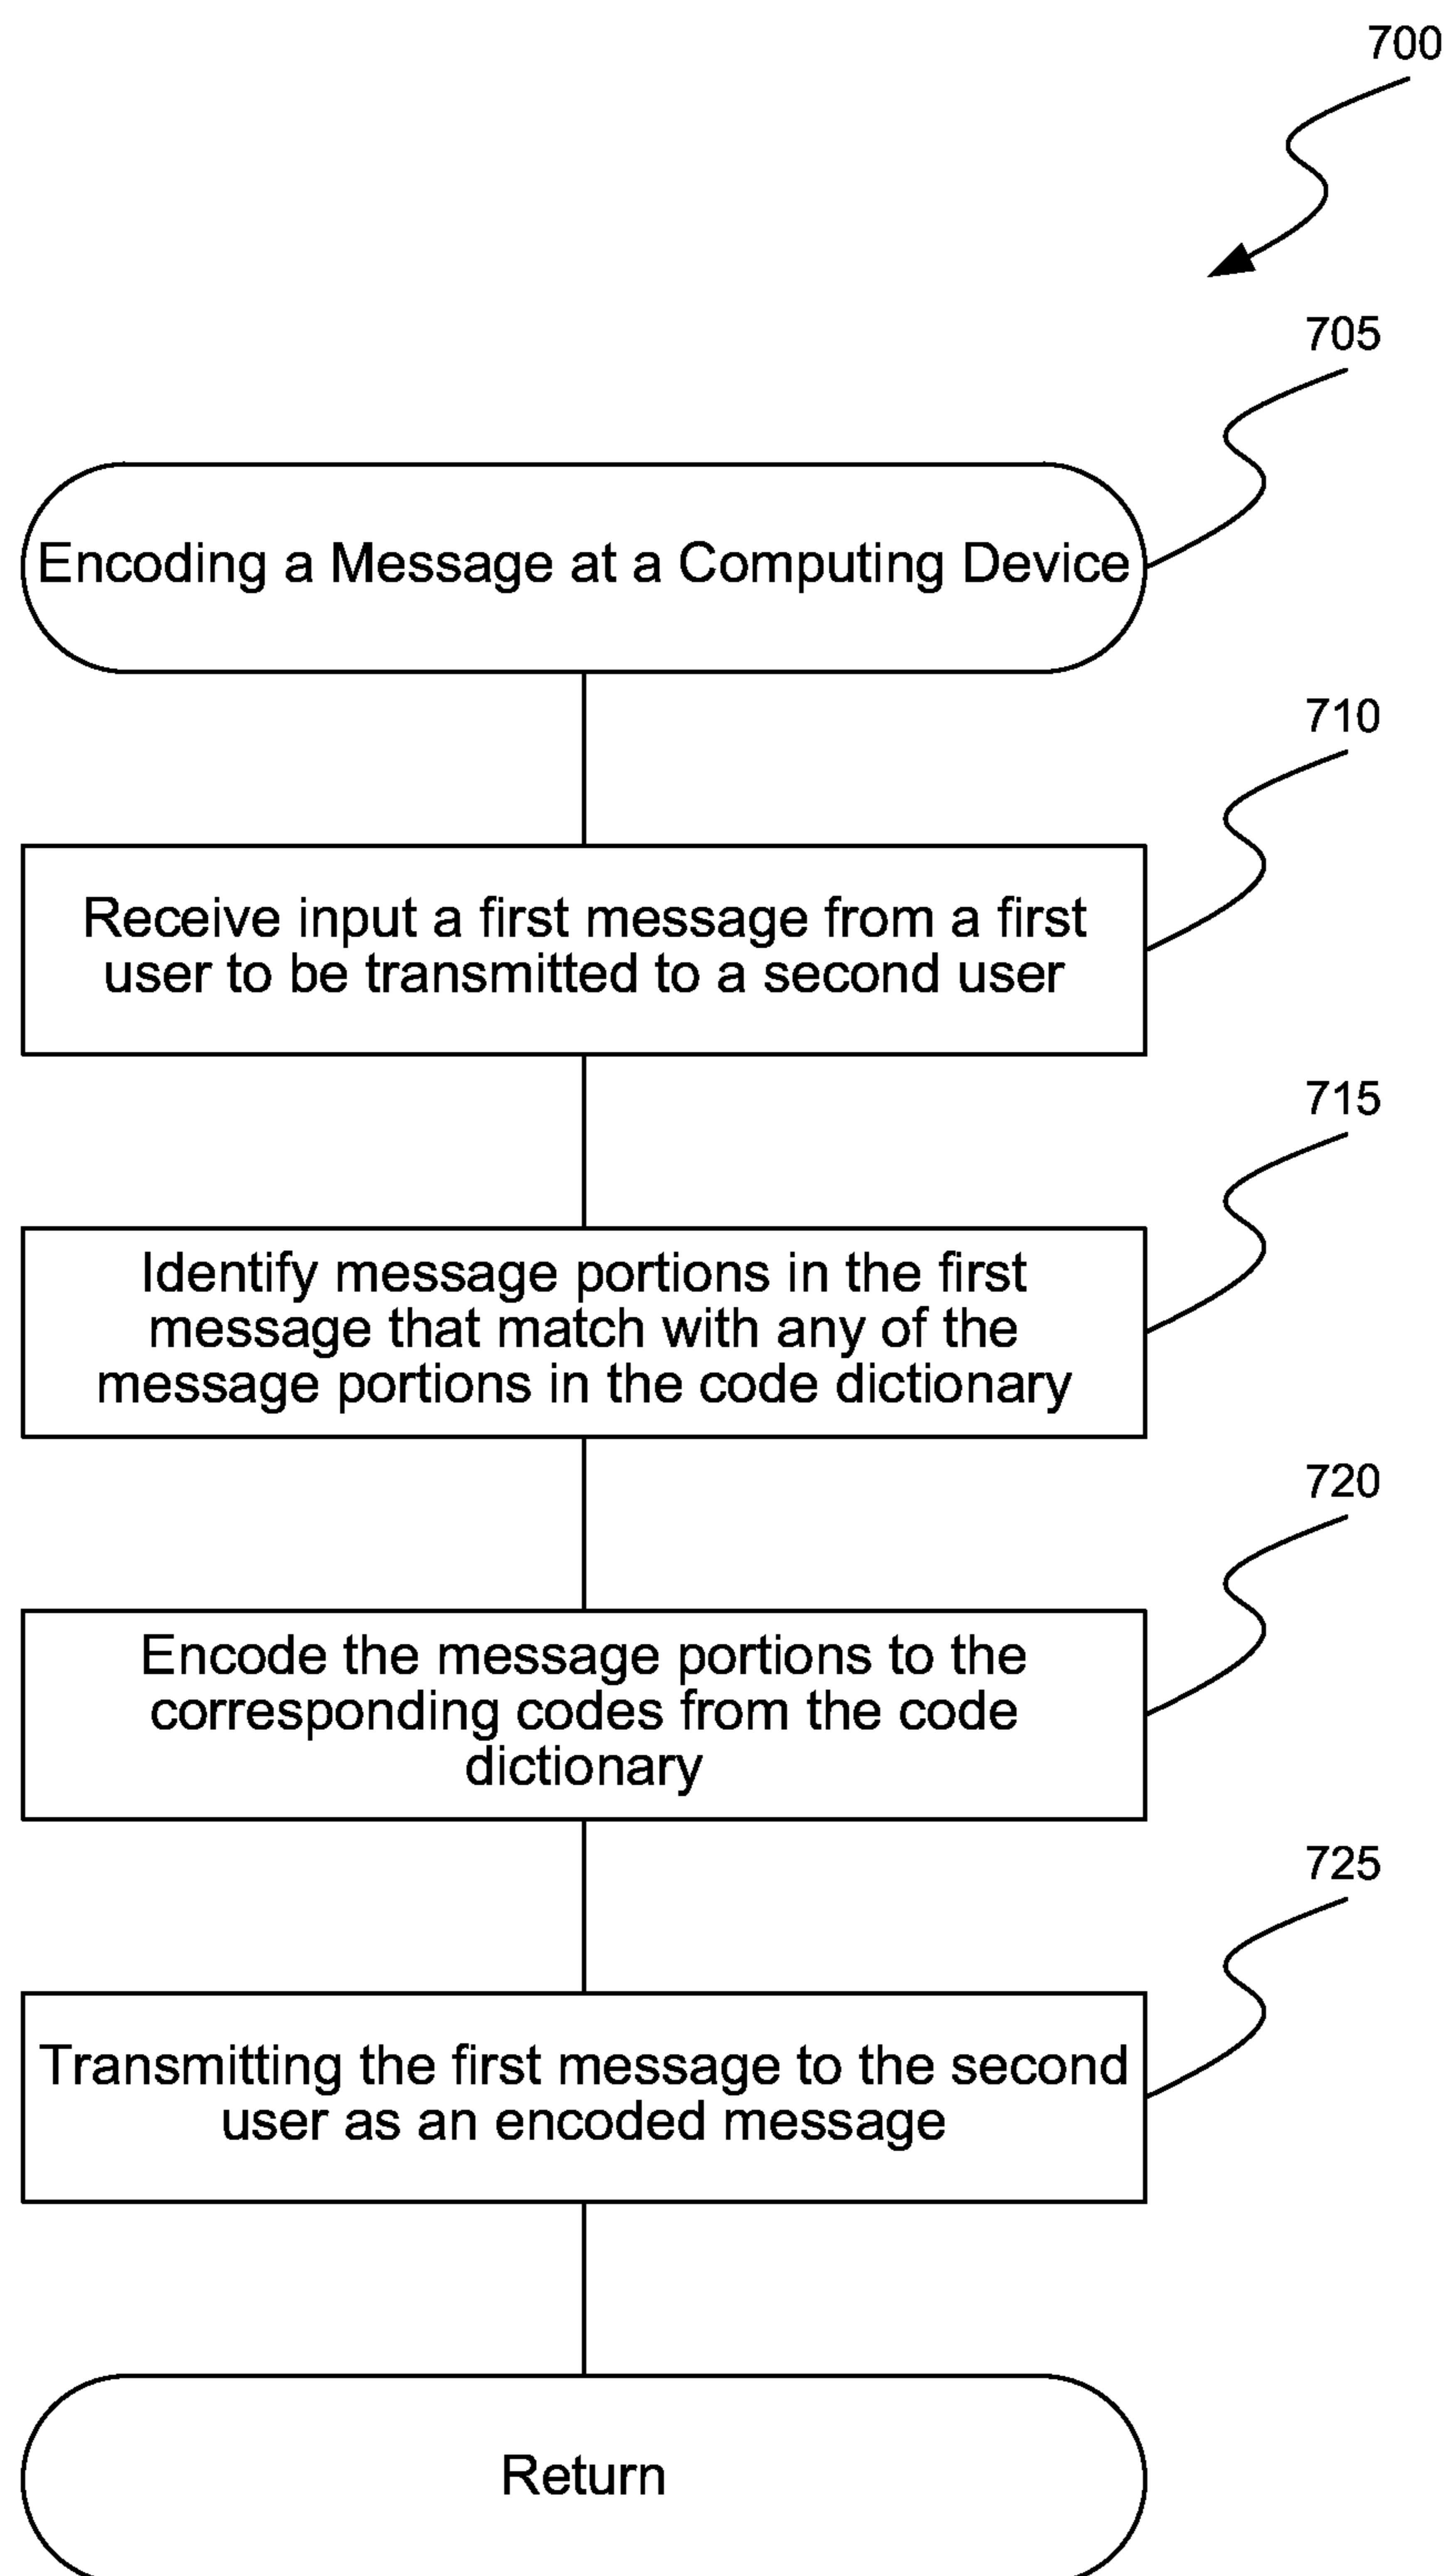 700
705
Encoding a Message at a Computing Device
710
Receive input a first message from a first
user to be transmitted to a second user
715
Identify message portions in the first
message that match with any of the
message portions in the code dictionary
720
Encode the message portions to the
corresponding codes from the code
dictionary
725
Transmitting the first message to the second
user as an encoded message
Return